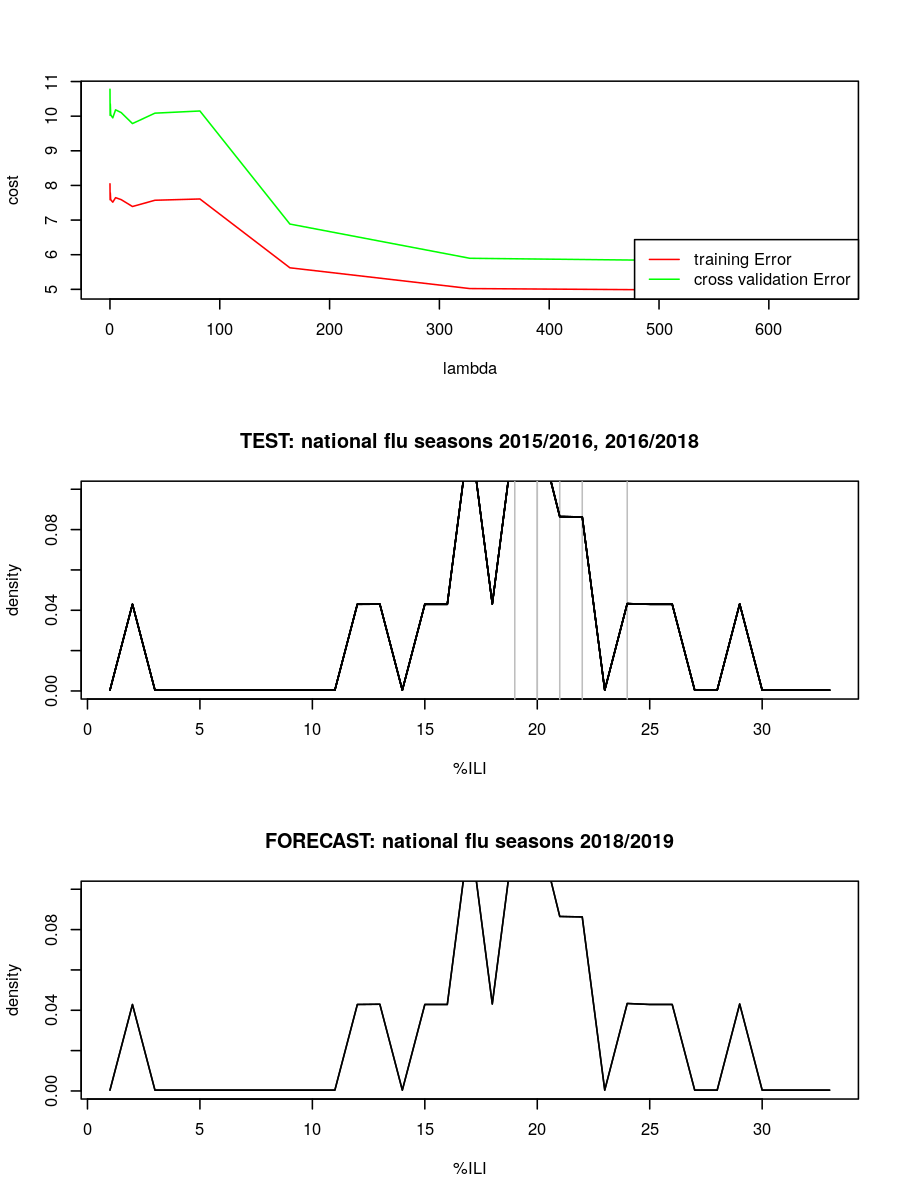 11
10
9
8
7
6
5
cost
training Error
cross validation Error
0 100 200 300 400 500 600
lambda
TEST: national flu seasons 2015/2016, 2016/2018
0.08
0.04
0.00
density
0 5 10 15 20 25 30
%ILI
FORECAST: national flu seasons 2018/2019
0.08
0.04
0.00
density
0 5 10 15 20 25 30
%ILI